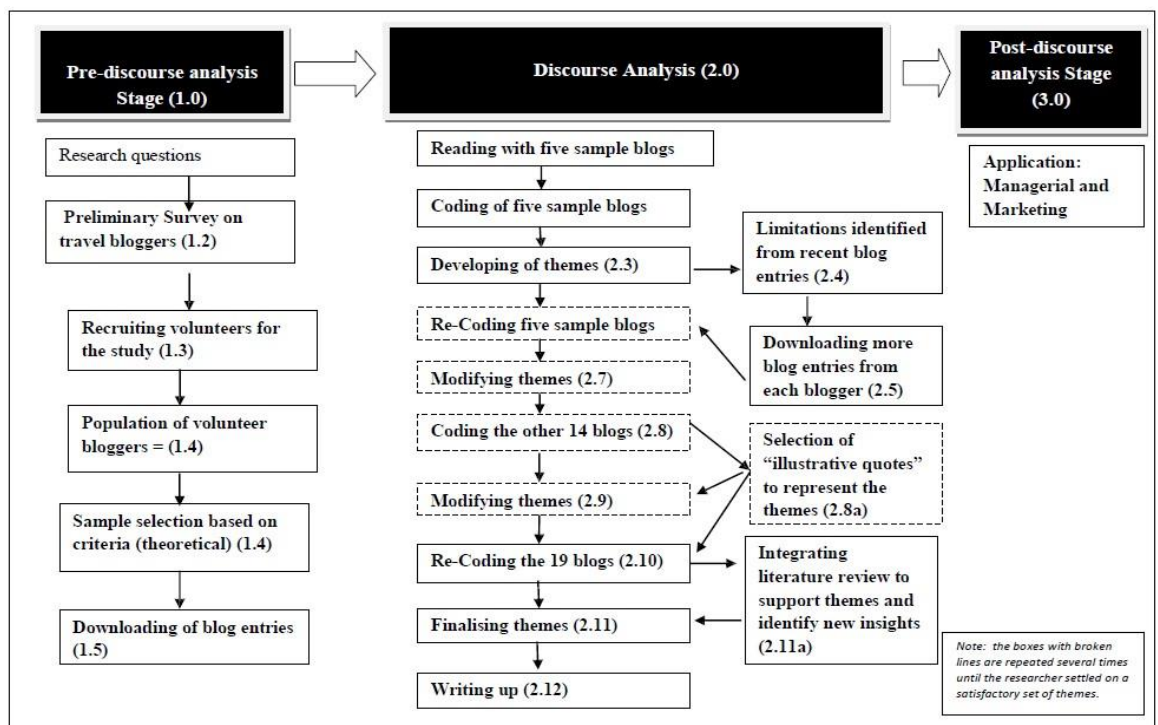 Pre-discourse analysis
Stage (1.0)
Discourse Analysis (2.0)
Post-discourse
analysis Stage
(3.0)
Research questions
Preliminary Survey on
travel bloggers (1.2)
Recruiting volunteers for
the study (1.3)
Population of volunteer
bloggers = (1.4)
Sample selection based on
criteria (theoretical) (1.4)
Downloading of blog entries
(1.5)
Reading with five sample blogs
Coding of five sample blogs
Developing of themes (2.3)
Re-Coding five sample blogs
Modifying themes (2.7)
Coding the other 14 blogs (2.8)
Modifying themes (2.9)
Re-Coding the 19 blogs (2.10)
Finalising themes (2.11)
Writing up (2.12)
Limitations identified
from recent blog
entries (2.4)
Downloading more
blog entries from
each blogger (2.5)
Selection of
“illustrative quotes”
to represent the
themes (2.8a)
Integrating
literature review to
support themes and
identify new insights
(2.11a)
Application:
Managerial and
Marketing
Note: the boxes with broken
lines are repeated several times
until the researcher settled on a
satisfactory set of themes.